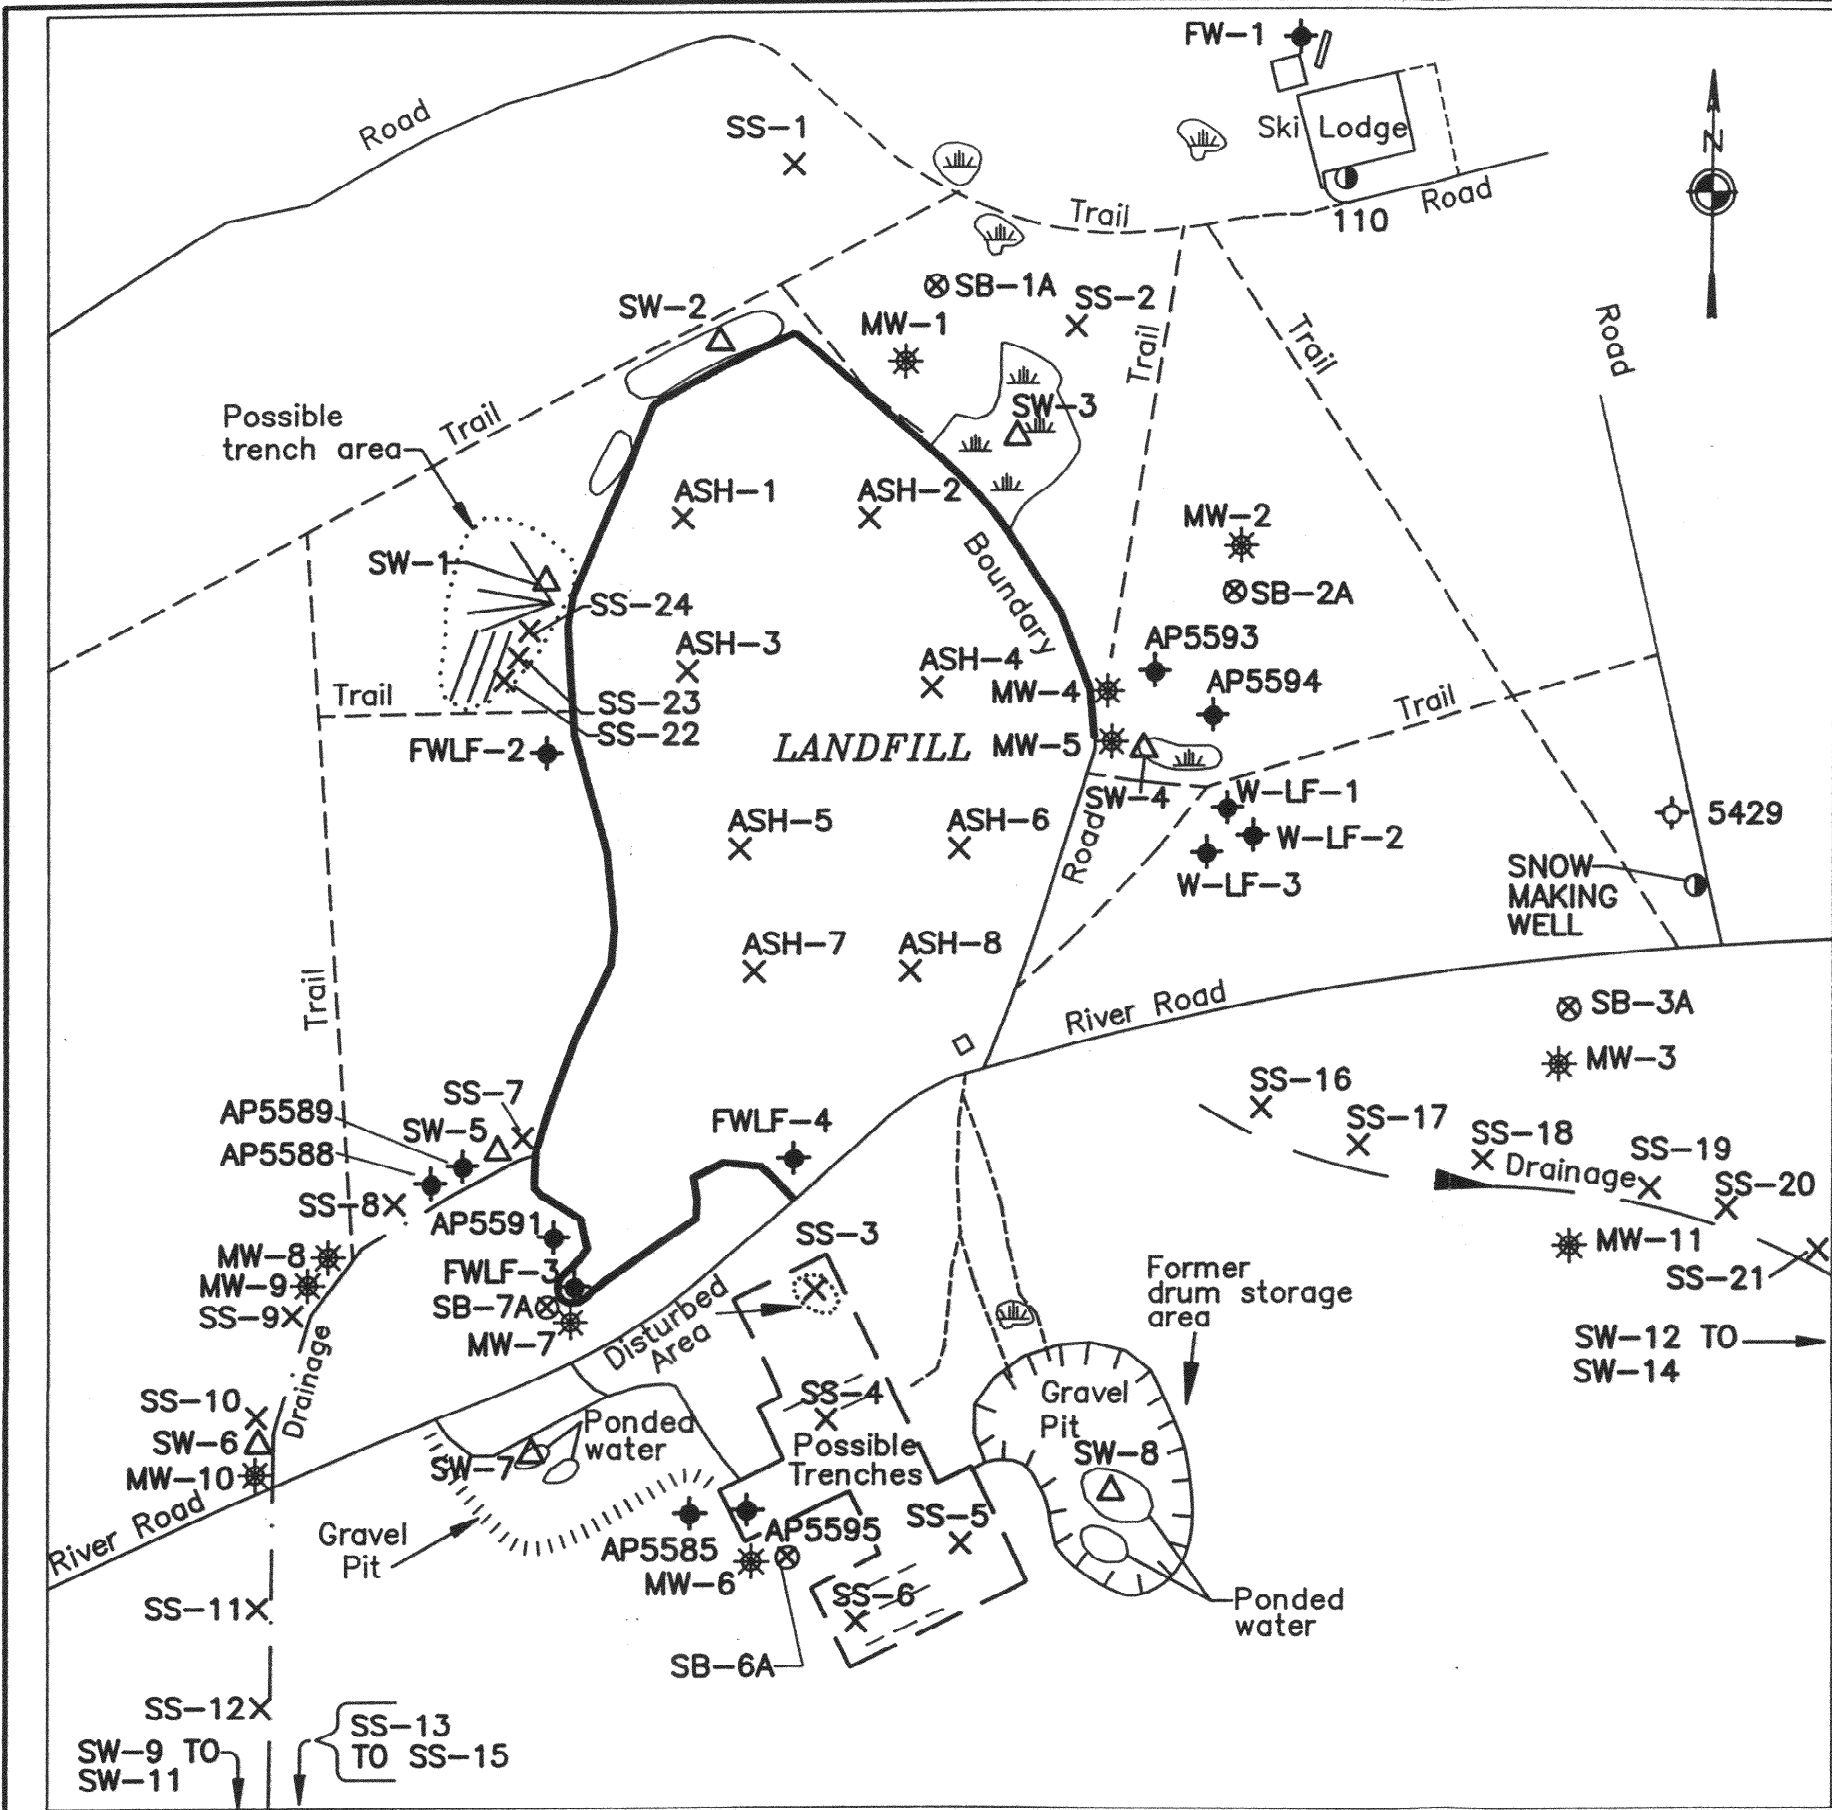 FW-1
Road
SS-1
Ski Lodge
N
Trail
Road
110
SB-1A
SS-2
SW-2
MW-1
Trail
Trail
Road
SW-3
Possible
trench area
Trail
ASH-1
ASH-2
MW-2
Boundary
SW-1
SB-2A
SS-24
ASH-3
ASH-4
AP5593
MW-4
AP5594
Trail
SS-23
Trail
SS-22
FWLF-2
LANDFILL
MW-5
SW-4
W-LF-1
5429
ASH-5
ASH-6
Road
W-LF-2
W-LF-3
SNOW
MAKING
WELL
ASH-7
ASH-8
Trail
River Road
SB-3A
MW-3
SS-7
SS-16
AP5589
SW-5
FWLF-4
SS-17
SS-18
AP5588
SS-19
Drainage
SS-20
SS-8
AP5591
SS-3
MW-11
MW-8
FWLF-3
Former
drum storage
area
SS-21
MW-9
SB-7A
SS-9
MW-7
Disturbed
Area
SW-12 TO
SW-14
Drainage
SS-10
SS-4
Gravel
Pit
SW-6
Ponded
water
Possible
Trenches
SW-8
MW-10
SW-7
River Road
Gravel
Pit
AP5585
AP5595
SS-5
MW-6
SS-6
Ponded
water
SS-11
SB-6A
SS-12
SS-13
TO SS-15
SW-9 TO
SW-11